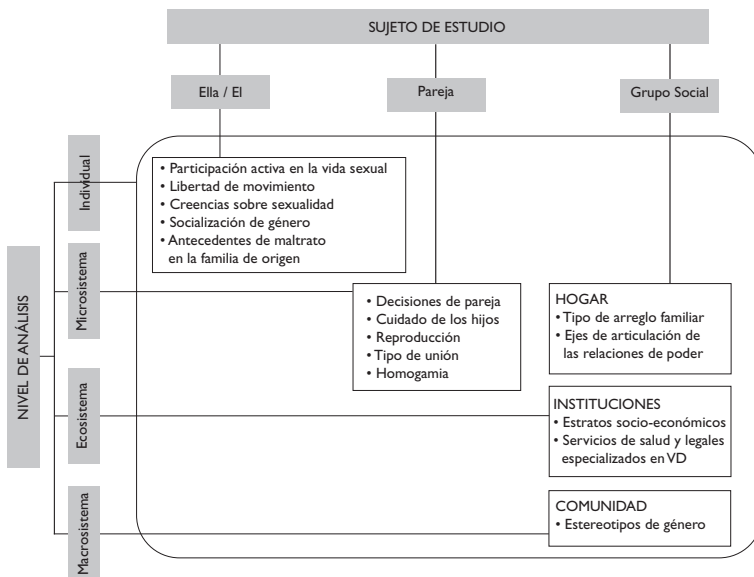 SUJETO DE ESTUDIO
Ella / El
Pareja
Grupo Social
NIVEL DE ANÁLISIS
Individual
• Participación activa en la vida sexual
• Libertad de movimiento
• Creencias sobre sexualidad
• Socialización de género
• Antecedentes de maltrato
en la familia de origen
Microsistema
• Decisiones de pareja
• Cuidado de los hijos
• Reproducción
• Tipo de unión
• Homogamia
HOGAR
• Tipo de arreglo familiar
• Ejes de articulación de
las relaciones de poder
Ecosistema
INSTITUCIONES
• Estratos socio-económicos
• Servicios de salud y legales
especializados en VD
Macrosistema
COMUNIDAD
• Estereotipos de género